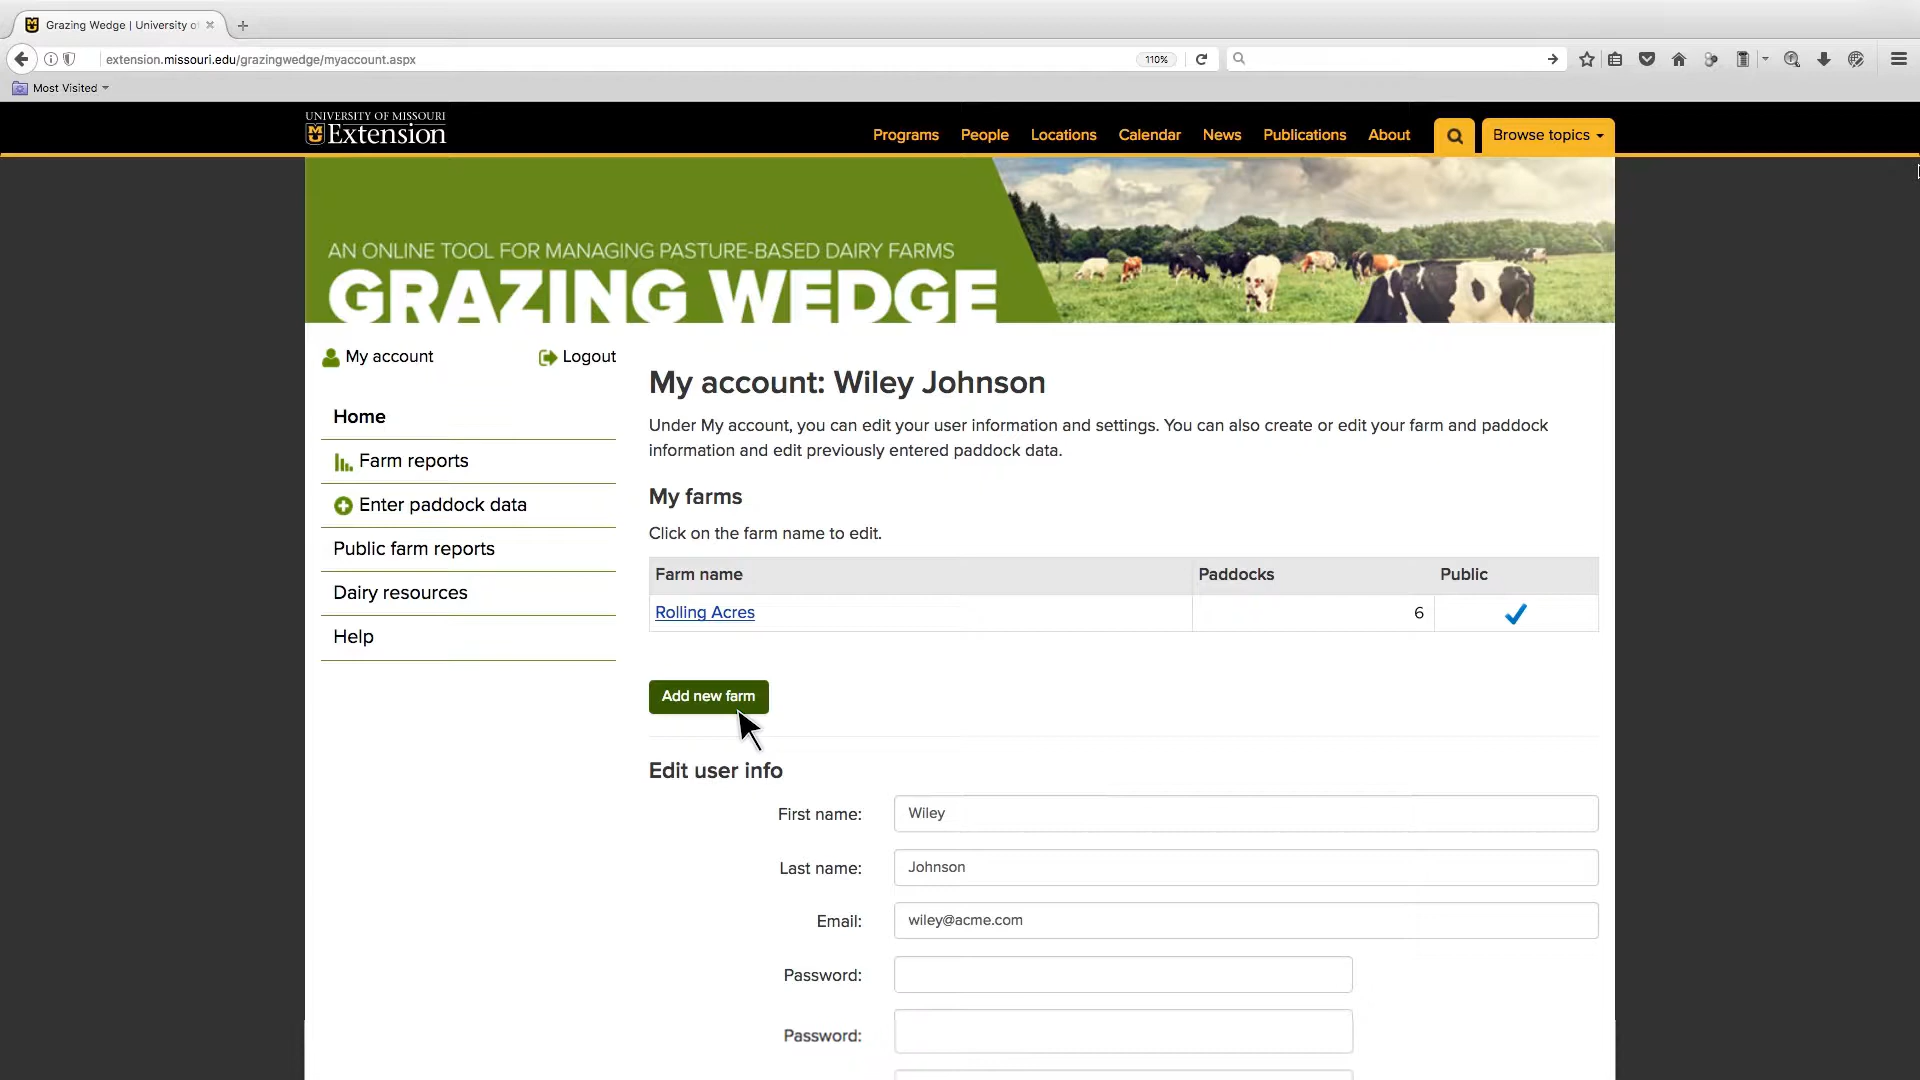 Grazing Wedge | University o
extension.missouri.edu/grazingwedge/myaccount.aspx
110%
Most Visited
UNIVERSITY OF MISSOURI
Extension
Programs People Locations Calendar News Publications About Browse topics
AN ONLINE TOOL FOR MANAGING PASTURE-BASED DAIRY FARMS
GRAZING WEDGE
My account Logout
Home
Farm reports
Enter paddock data
Public farm reports
Dairy resources
Help
My account: Wiley Johnson
Under My account, you can edit your user information and settings. You can also create or edit your farm and paddock
information and edit previously entered paddock data.
My farms
Click on the farm name to edit.
Farm name Paddocks Public
Rolling Acres 6
Add new farm
Edit user info
First name: Wiley
Last name: Johnson
Email: wiley@acme.com
Password:
Password: